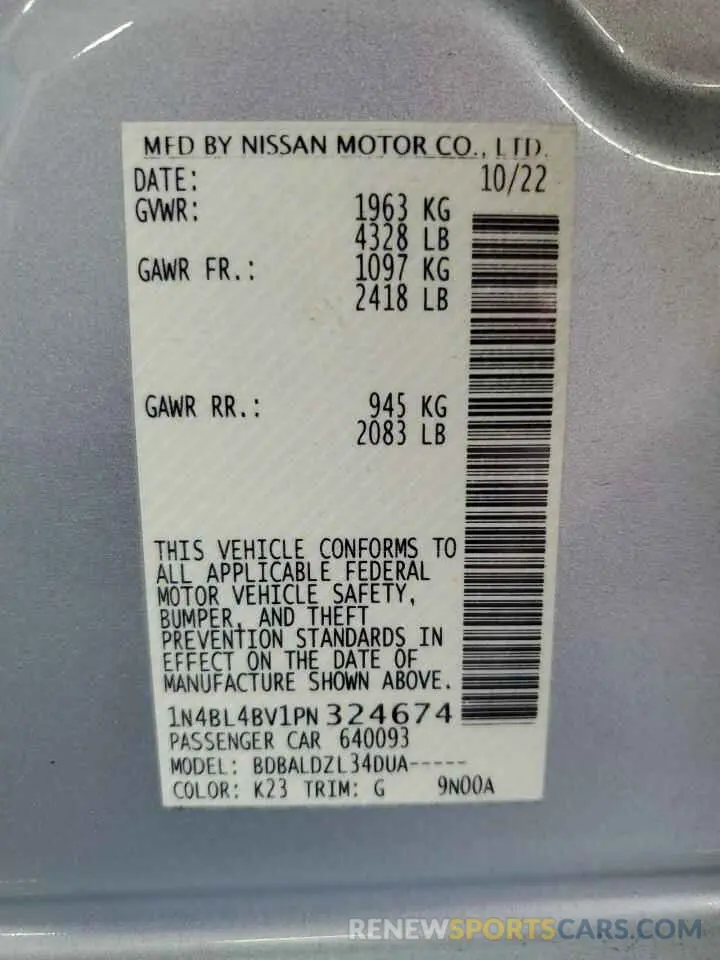 MFD BY NISSAN MOTOR CO., LTD.
DATE: 10/22
GVWR: 1963 KG
4328 LB
GAWR FR.: 1097 KG
2418 LB
GAWR RR.: 945 KG
2083 LB
THIS VEHICLE CONFORMS TO
ALL APPLICABLE FEDERAL
MOTOR VEHICLE SAFETY,
BUMPER, AND THEFT
PREVENTION STANDARDS IN
EFFECT ON THE DATE OF
MANUFACTURE SHOWN ABOVE.
1N4BL4BV1PN324674
PASSENGER CAR 640093
MODEL: BDBALDZL34DUA-----
COLOR: K23 TRIM: G 9N00A
RENEWSPORTSCARS.COM